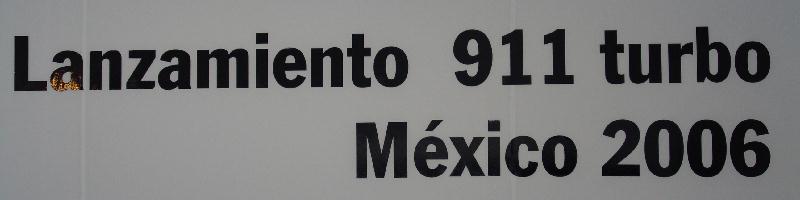 Lanzamiento 911 turbo
México 2006